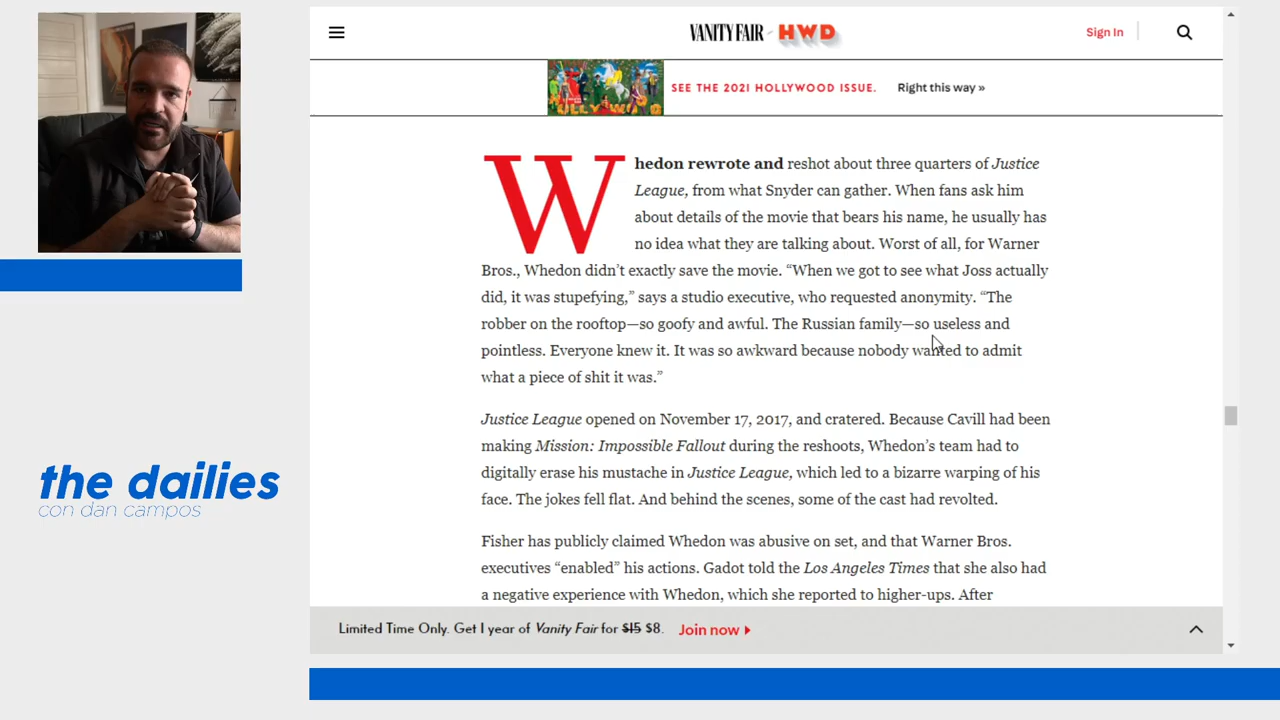 VANITY FAIR HWD
Sign In
SEE THE 2021 HOLLYWOOD ISSUE. Right this way »
Whedon rewrote and reshot about three quarters of Justice
League, from what Snyder can gather. When fans ask him
about details of the movie that bears his name, he usually has
no idea what they are talking about. Worst of all, for Warner
Bros., Whedon didn’t exactly save the movie. “When we got to see what Joss actually
did, it was stupefying,” says a studio executive, who requested anonymity. “The
robber on the rooftop—so goofy and awful. The Russian family—so useless and
pointless. Everyone knew it. It was so awkward because nobody wanted to admit
what a piece of shit it was.”
Justice League opened on November 17, 2017, and cratered. Because Cavill had been
making Mission: Impossible Fallout during the reshoots, Whedon’s team had to
digitally erase his mustache in Justice League, which led to a bizarre warping of his
face. The jokes fell flat. And behind the scenes, some of the cast had revolted.
Fisher has publicly claimed Whedon was abusive on set, and that Warner Bros.
executives “enabled” his actions. Gadot told the Los Angeles Times that she also had
a negative experience with Whedon, which she reported to higher-ups. After
Limited Time Only. Get 1 year of Vanity Fair for $15 $8. Join now
the dailies
con dan campos